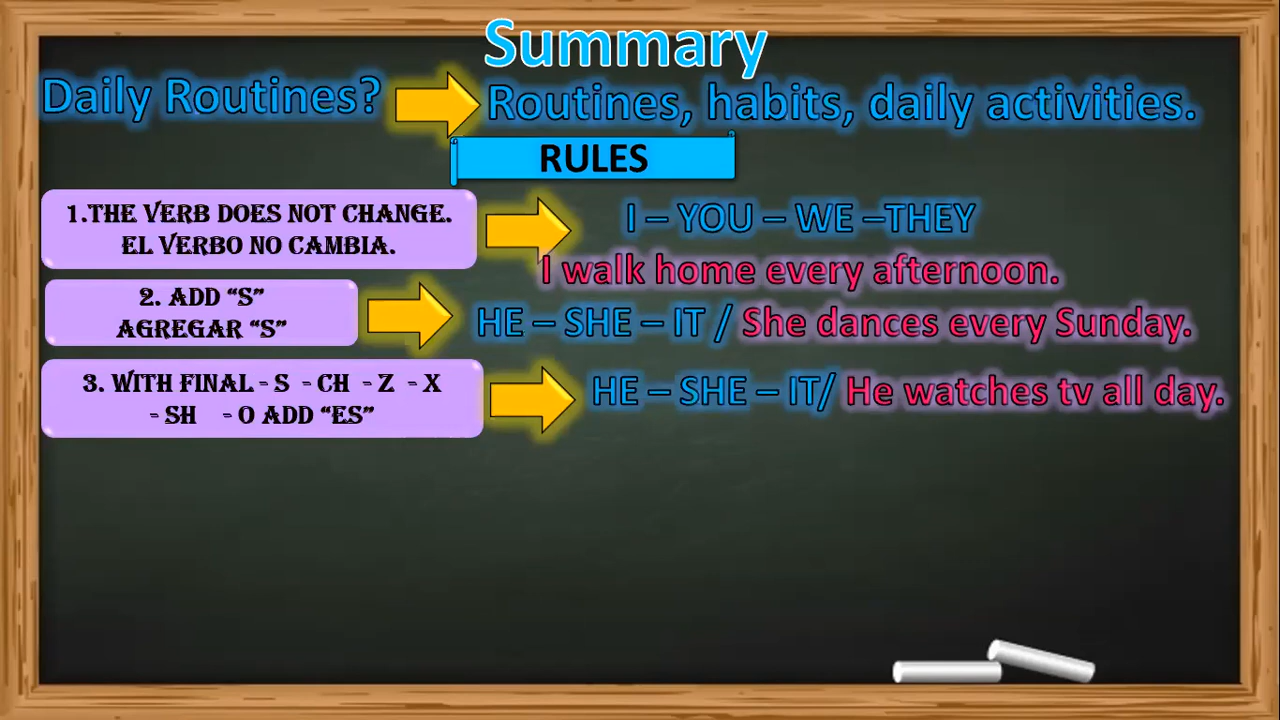 Summary
Daily Routines? Routines, habits, daily activities.
RULES
1.THE VERB DOES NOT CHANGE.
EL VERBO NO CAMBIA.
I – YOU – WE –THEY
I walk home every afternoon.
2. ADD “S”
AGREGAR “S”
HE – SHE – IT / She dances every Sunday.
3. WITH FINAL - S - CH - Z - X
- SH - O ADD “ES”
HE – SHE – IT/ He watches tv all day.